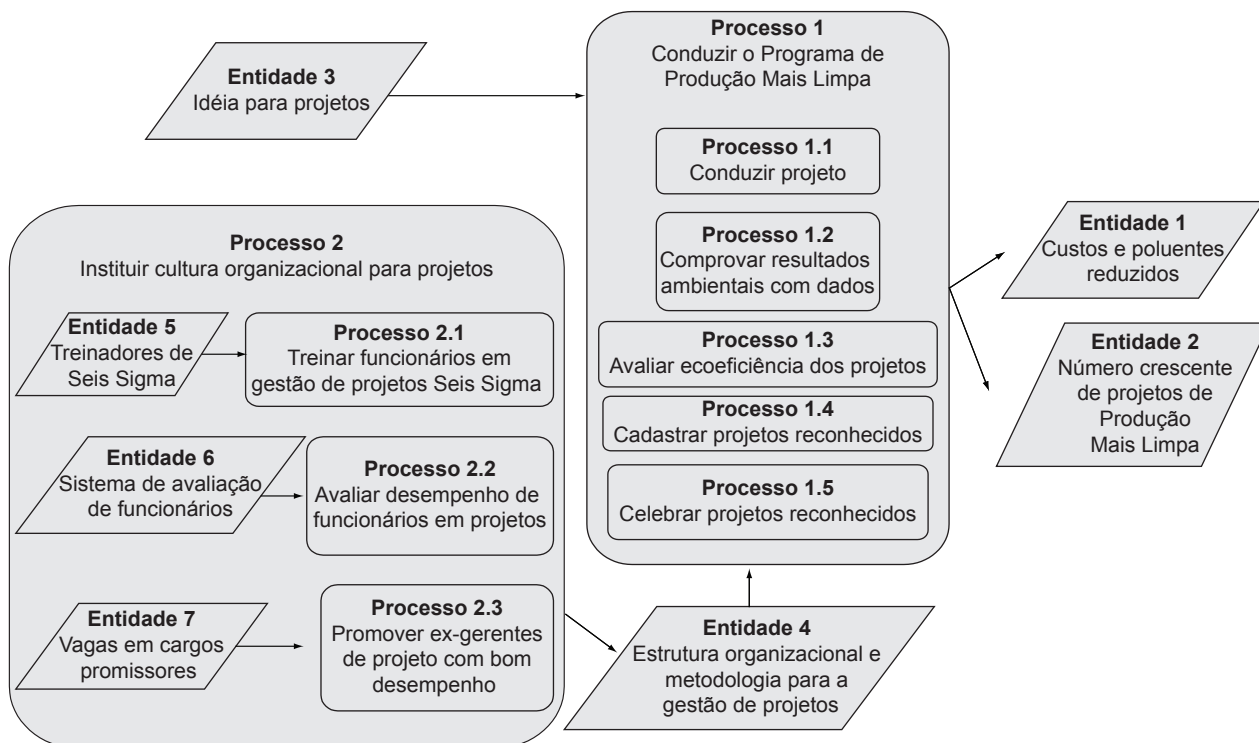 Processo 1
Conduzir o Programa de
Produção Mais Limpa
Entidade 3
Idéia para projetos
Processo 1.1
Conduzir projeto
Processo 1.2
Comprovar resultados
ambientais com dados
Processo 1.3
Avaliar ecoeficiência dos projetos
Processo 1.4
Cadastrar projetos reconhecidos
Processo 1.5
Celebrar projetos reconhecidos
Entidade 1
Custos e poluentes
reduzidos
Entidade 2
Número crescente
de projetos de
Produção
Mais Limpa
Processo 2
Instituir cultura organizacional para projetos
Entidade 5
Treinadores de
Seis Sigma
Processo 2.1
Treinar funcionários em
gestão de projetos Seis Sigma
Entidade 6
Sistema de avaliação
de funcionários
Processo 2.2
Avaliar desempenho de
funcionários em projetos
Entidade 7
Vagas em cargos
promissores
Processo 2.3
Promover ex-gerentes
de projeto com bom
desempenho
Entidade 4
Estrutura organizacional e
metodologia para a
gestão de projetos